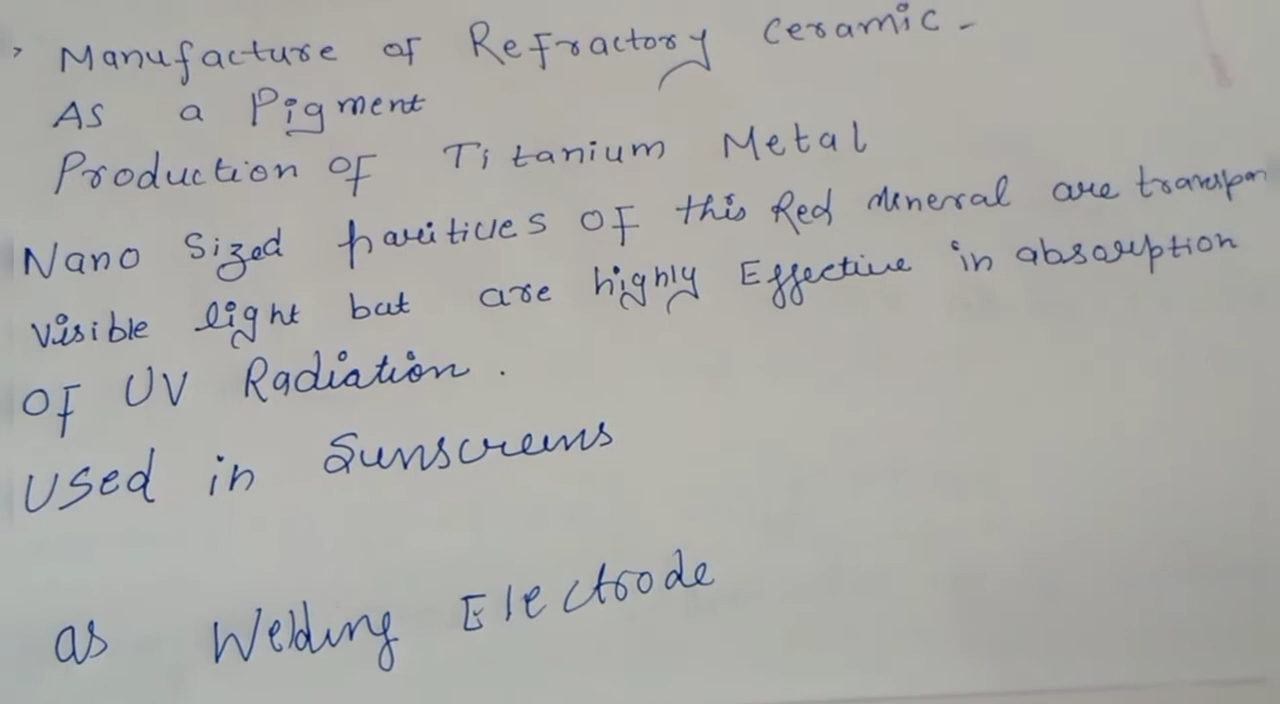 Manufacture of Refractory Ceramic -
As a Pigment
Production of Titanium Metal
Nano Sized particles of this Red Mineral are transpar
Visible light but are highly Effective in absorption
Of UV Radiation.
Used in Sunscreens
as Welding Electrode